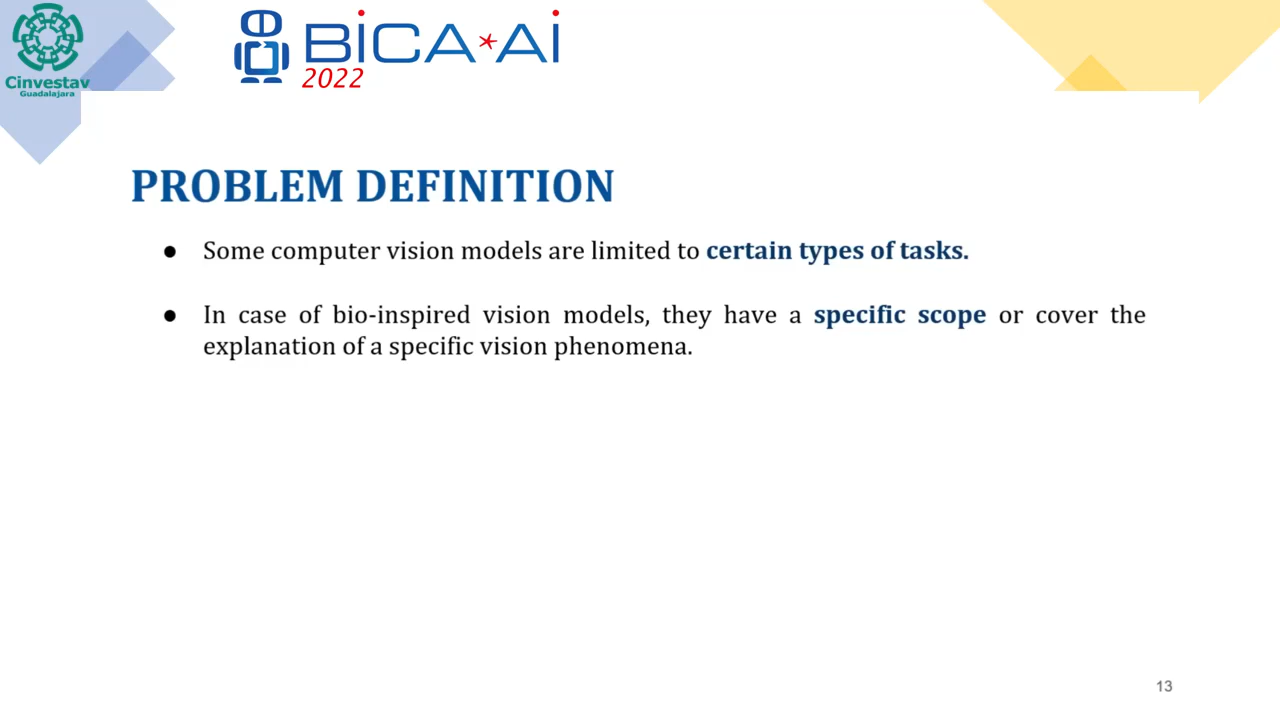 Cinvestav
Guadalajara
BiCA*Ai
2022
PROBLEM DEFINITION
● Some computer vision models are limited to certain types of tasks.
● In case of bio-inspired vision models, they have a specific scope or cover the
explanation of a specific vision phenomena.
13